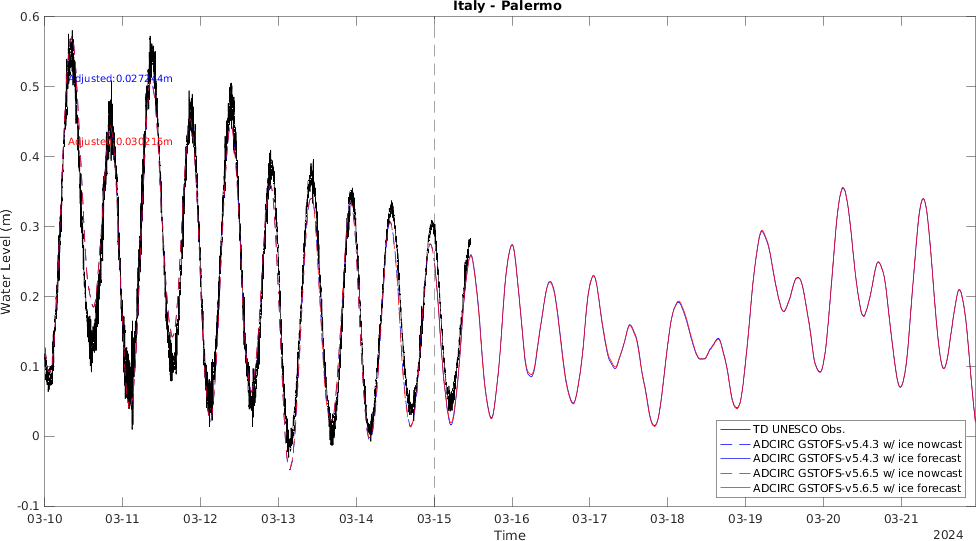 Italy - Palermo
0.6
0.5
0.4
0.3
0.2
0.1
0
-0.1
Water Level (m)
Adjusted:0.027244m
Adjusted:0.030216m
TD UNESCO Obs.
ADCIRC GSTOFS-v5.4.3 w/ ice nowcast
ADCIRC GSTOFS-v5.4.3 w/ ice forecast
ADCIRC GSTOFS-v5.6.5 w/ ice nowcast
ADCIRC GSTOFS-v5.6.5 w/ ice forecast
03-10 03-11 03-12 03-13 03-14 03-15 03-16 03-17 03-18 03-19 03-20 03-21
Time
2024